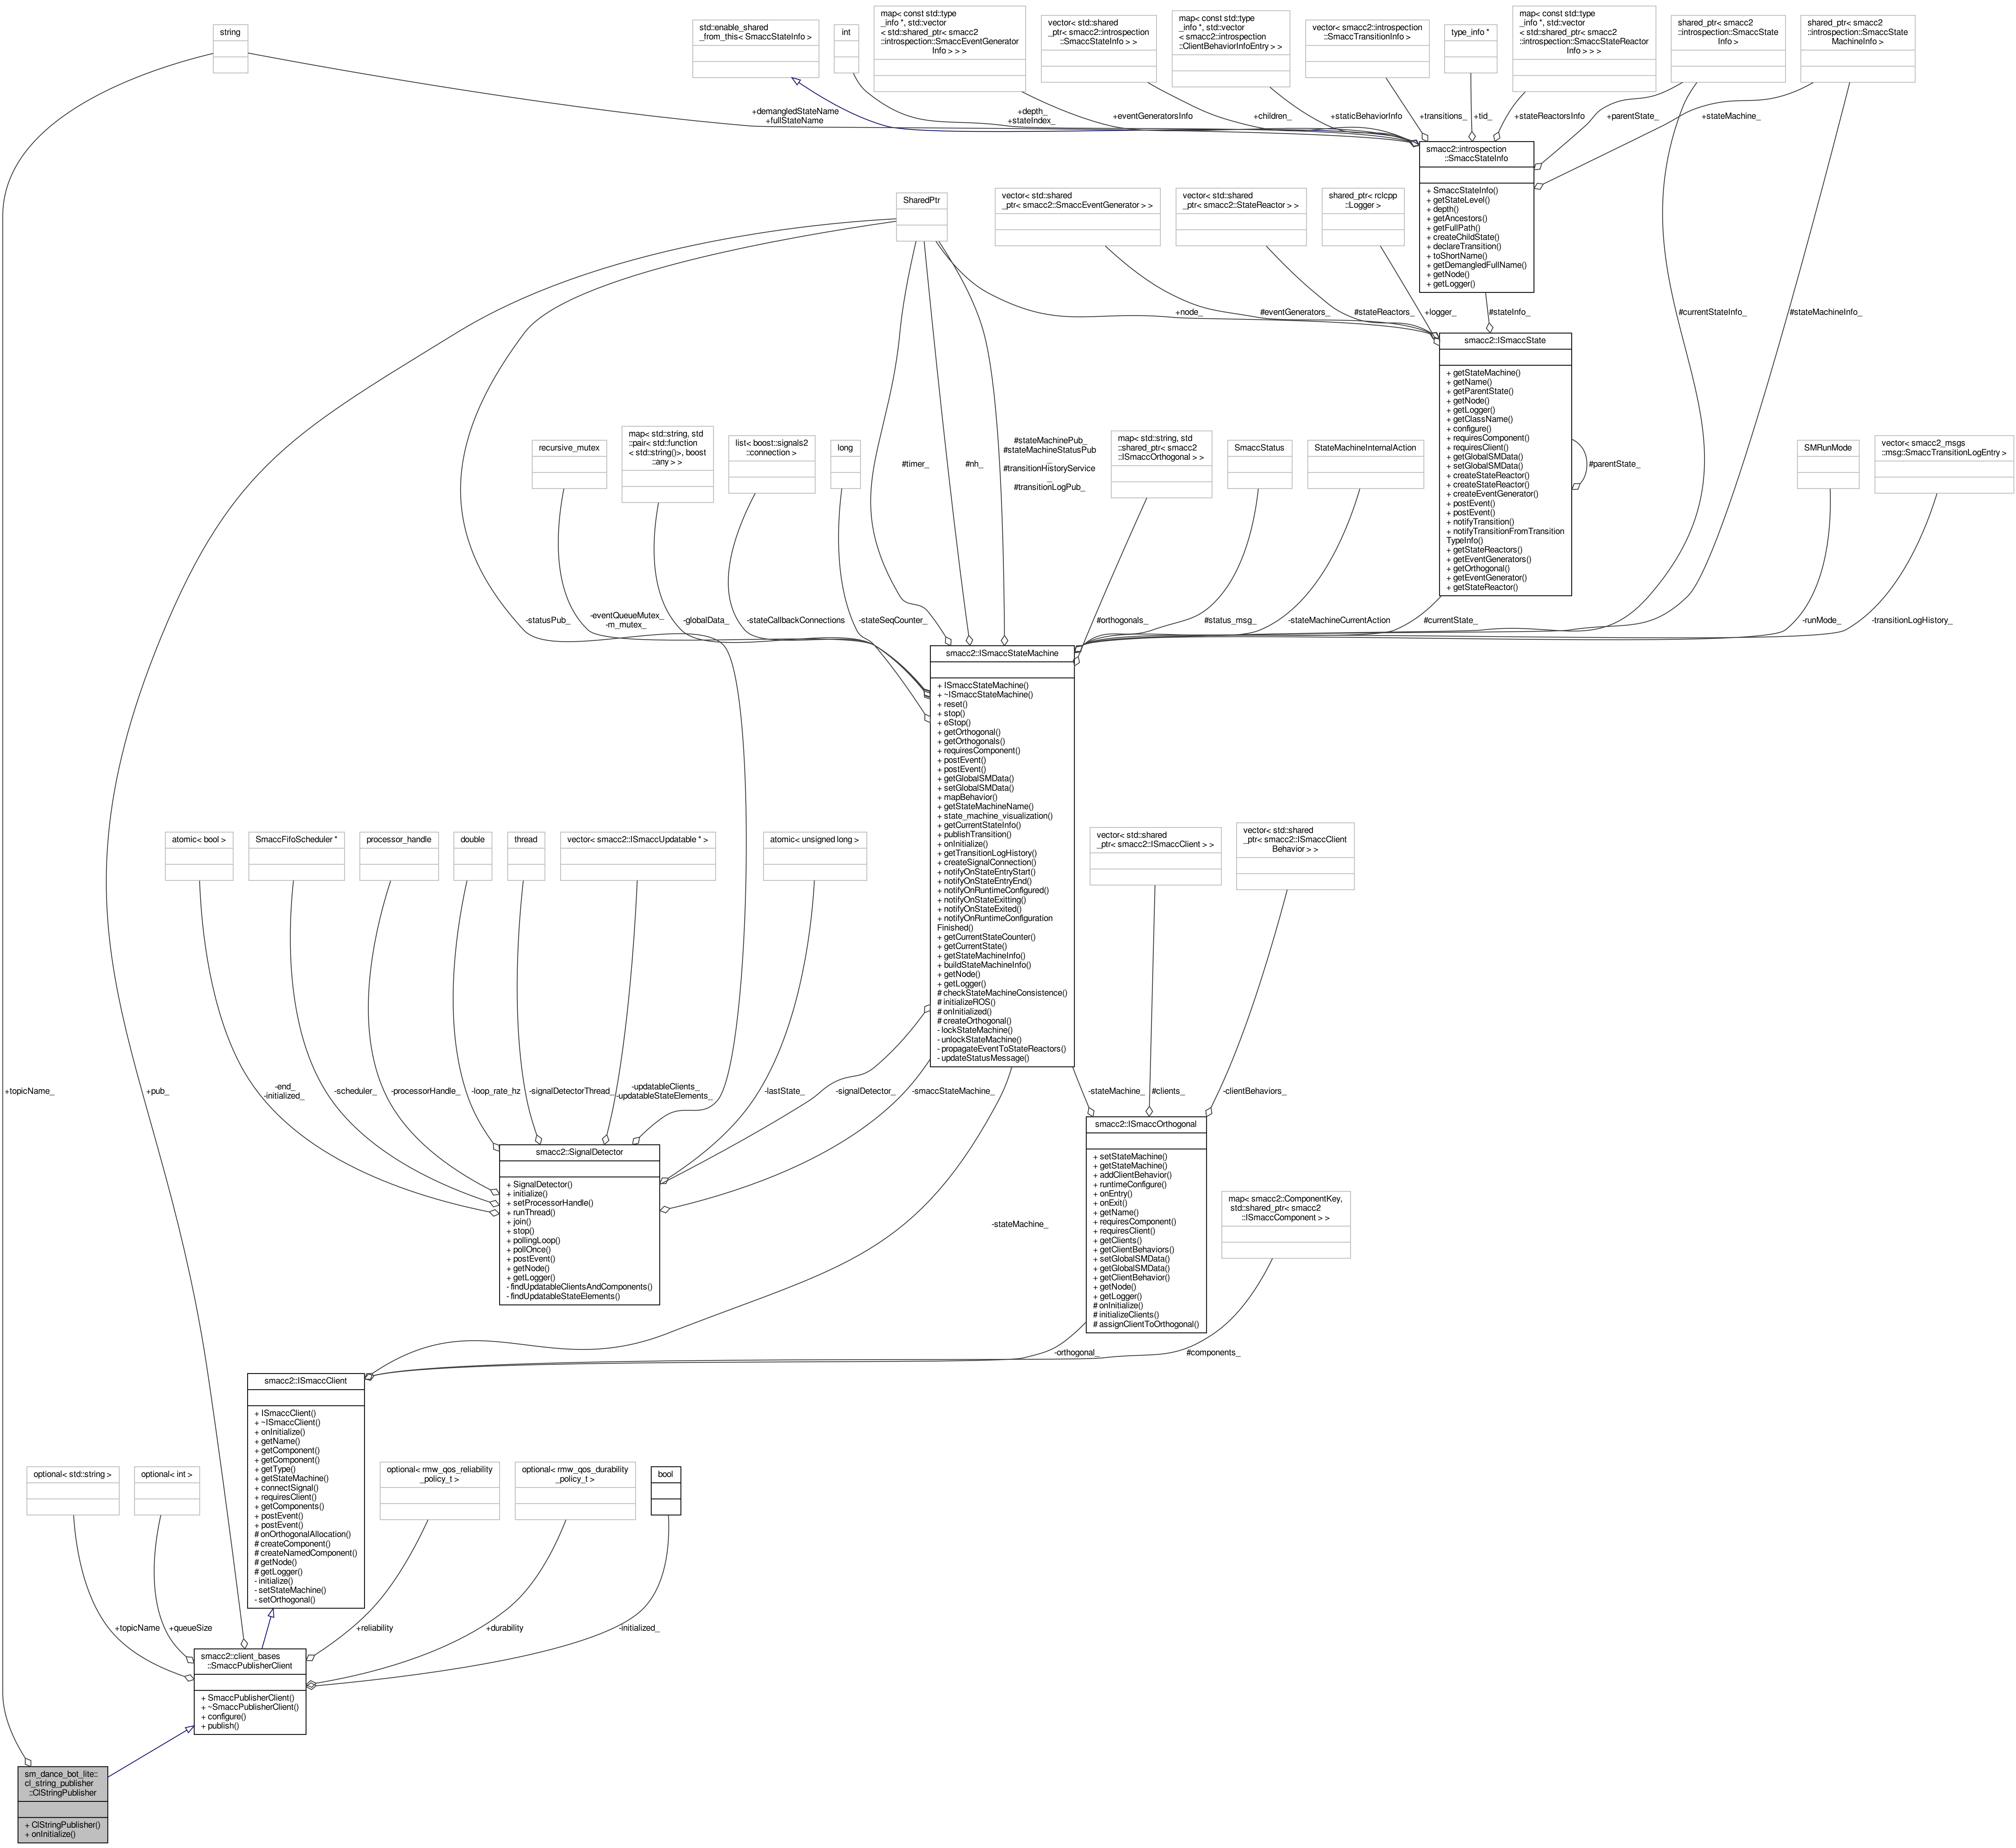 string
std::enable_shared
_from_this< SmaccStateInfo >
int
map< const std::type
_info *, std::vector
< std::shared_ptr< smacc2
::introspection::SmaccEventGenerator
Info > > >
vector< std::shared
_ptr< smacc2::introspection
::SmaccStateInfo > >
map< const std::type
_info *, std::vector
< smacc2::introspection
::ClientBehaviorInfoEntry > >
vector< smacc2::introspection
::SmaccTransitionInfo >
type_info *
map< const std::type
_info *, std::vector
< std::shared_ptr< smacc2
::introspection::SmaccStateReactor
Info > > >
shared_ptr< smacc2
::introspection::SmaccState
Info >
shared_ptr< smacc2
::introspection::SmaccState
MachineInfo >
+demangledStateName
+fullStateName
+depth_
+stateIndex_
+eventGeneratorsInfo
+children_
+staticBehaviorInfo
+transitions_
+tid_
+stateReactorsInfo
+parentState_
+stateMachine_
smacc2::introspection
::SmaccStateInfo
+ SmaccStateInfo()
+ getStateLevel()
+ depth()
+ getAncestors()
+ getFullPath()
+ createChildState()
+ declareTransition()
+ toShortName()
+ getDemangledFullName()
+ getNode()
+ getLogger()
SharedPtr
vector< std::shared
_ptr< smacc2::SmaccEventGenerator > >
vector< std::shared
_ptr< smacc2::StateReactor > >
shared_ptr< rclcpp
::Logger >
+node_
#eventGenerators_
#stateReactors_
+logger_
#stateInfo_
#currentStateInfo_
#stateMachineInfo_
smacc2::ISmaccState
+ getStateMachine()
+ getName()
+ getParentState()
+ getNode()
+ getLogger()
+ getClassName()
+ configure()
+ requiresComponent()
+ requiresClient()
+ getGlobalSMData()
+ setGlobalSMData()
+ createStateReactor()
+ createStateReactor()
+ createEventGenerator()
+ postEvent()
+ postEvent()
+ notifyTransition()
+ notifyTransitionFromTransition
TypeInfo()
+ getStateReactors()
+ getEventGenerators()
+ getOrthogonal()
+ getEventGenerator()
+ getStateReactor()
#parentState_
recursive_mutex
map< std::string, std
::pair< std::function
< std::string()>, boost
::any > >
list< boost::signals2
::connection >
long
#timer_
#nh_
#stateMachinePub_
#stateMachineStatusPub
_
#transitionHistoryService
_
#transitionLogPub_
map< std::string, std
::shared_ptr< smacc2
::ISmaccOrthogonal > >
SmaccStatus
StateMachineInternalAction
SMRunMode
vector< smacc2_msgs
::msg::SmaccTransitionLogEntry >
-statusPub_
-eventQueueMutex_
-m_mutex_
-globalData_
-stateCallbackConnections
-stateSeqCounter_
#orthogonals_
#status_msg_
-stateMachineCurrentAction
#currentState_
-runMode_
-transitionLogHistory_
smacc2::ISmaccStateMachine
+ ISmaccStateMachine()
+ ~ISmaccStateMachine()
+ reset()
+ stop()
+ eStop()
+ getOrthogonal()
+ getOrthogonals()
+ requiresComponent()
+ postEvent()
+ postEvent()
+ getGlobalSMData()
+ setGlobalSMData()
+ mapBehavior()
+ getStateMachineName()
+ state_machine_visualization()
+ getCurrentStateInfo()
+ publishTransition()
+ onInitialize()
+ getTransitionLogHistory()
+ createSignalConnection()
+ notifyOnStateEntryStart()
+ notifyOnStateEntryEnd()
+ notifyOnRuntimeConfigured()
+ notifyOnStateExitting()
+ notifyOnStateExited()
+ notifyOnRuntimeConfiguration
Finished()
+ getCurrentStateCounter()
+ getCurrentState()
+ getStateMachineInfo()
+ buildStateMachineInfo()
+ getNode()
+ getLogger()
# checkStateMachineConsistence()
# initializeROS()
# onInitialized()
# createOrthogonal()
- lockStateMachine()
- unlockStateMachine()
- propagateEventToStateReactors()
- updateStatusMessage()
atomic< bool >
SmaccFifoScheduler *
processor_handle
double
thread
vector< smacc2::ISmaccUpdatable * >
atomic< unsigned long >
vector< std::shared
_ptr< smacc2::ISmaccClient > >
vector< std::shared
_ptr< smacc2::ISmaccClient
Behavior > >
+topicName_
+pub_
-end_
-initialized_
-scheduler_
-processorHandle_
-loop_rate_hz
-signalDetectorThread_
-updatableClients_
-updatableStateElements_
-lastState_
-signalDetector_
-smaccStateMachine_
-stateMachine_
#clients_
-clientBehaviors_
smacc2::SignalDetector
+ SignalDetector()
+ initialize()
+ setProcessorHandle()
+ runThread()
+ join()
+ stop()
+ pollingLoop()
+ pollOnce()
+ postEvent()
+ getNode()
+ getLogger()
- findUpdatableClientsAndComponents()
- findUpdatableStateElements()
smacc2::ISmaccOrthogonal
+ setStateMachine()
+ getStateMachine()
+ addClientBehavior()
+ runtimeConfigure()
+ onEntry()
+ onExit()
+ getName()
+ requiresComponent()
+ requiresClient()
+ getClients()
+ getClientBehaviors()
+ setGlobalSMData()
+ getGlobalSMData()
+ getClientBehavior()
+ getNode()
+ getLogger()
# onInitialize()
# initializeClients()
# assignClientToOrthogonal()
map< smacc2::ComponentKey,
std::shared_ptr< smacc2
::ISmaccComponent > >
-stateMachine_
-orthogonal_
#components_
smacc2::ISmaccClient
+ ISmaccClient()
+ ~ISmaccClient()
+ onInitialize()
+ getName()
+ getComponent()
+ getComponent()
+ getType()
+ getStateMachine()
+ connectSignal()
+ requiresClient()
+ getComponents()
+ postEvent()
+ postEvent()
# onOrthogonalAllocation()
# createComponent()
# createNamedComponent()
# getNode()
# getLogger()
- initialize()
- setStateMachine()
- setOrthogonal()
optional< std::string >
optional< int >
optional< rmw_qos_reliability
_policy_t >
optional< rmw_qos_durability
_policy_t >
bool
+topicName
+queueSize
+reliability
+durability
-initialized_
smacc2::client_bases
::SmaccPublisherClient
+ SmaccPublisherClient()
+ ~SmaccPublisherClient()
+ configure()
+ publish()
sm_dance_bot_lite::
cl_string_publisher
::ClStringPublisher
+ ClStringPublisher()
+ onInitialize()